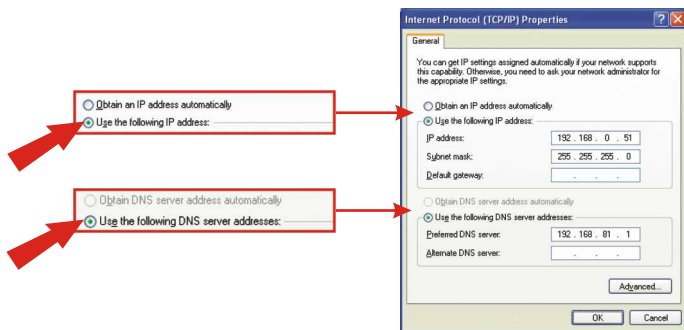 Obtain an IP address automatically
Use the following IP address:
Obtain DNS server address automatically
Use the following DNS server addresses:
Internet Protocol (TCP/IP) Properties
General
You can get IP settings assigned automatically if your network supports
this capability. Otherwise, you need to ask your network administrator for
the appropriate IP settings.
Obtain an IP address automatically
Use the following IP address:
IP address: 192 . 168 . 0 . 51
Subnet mask: 255 . 255 . 255 . 0
Default gateway: . . .
Obtain DNS server address automatically
Use the following DNS server addresses:
Preferred DNS server: 192 . 168 . 81 . 1
Alternate DNS server: . . .
Advanced...
OK Cancel